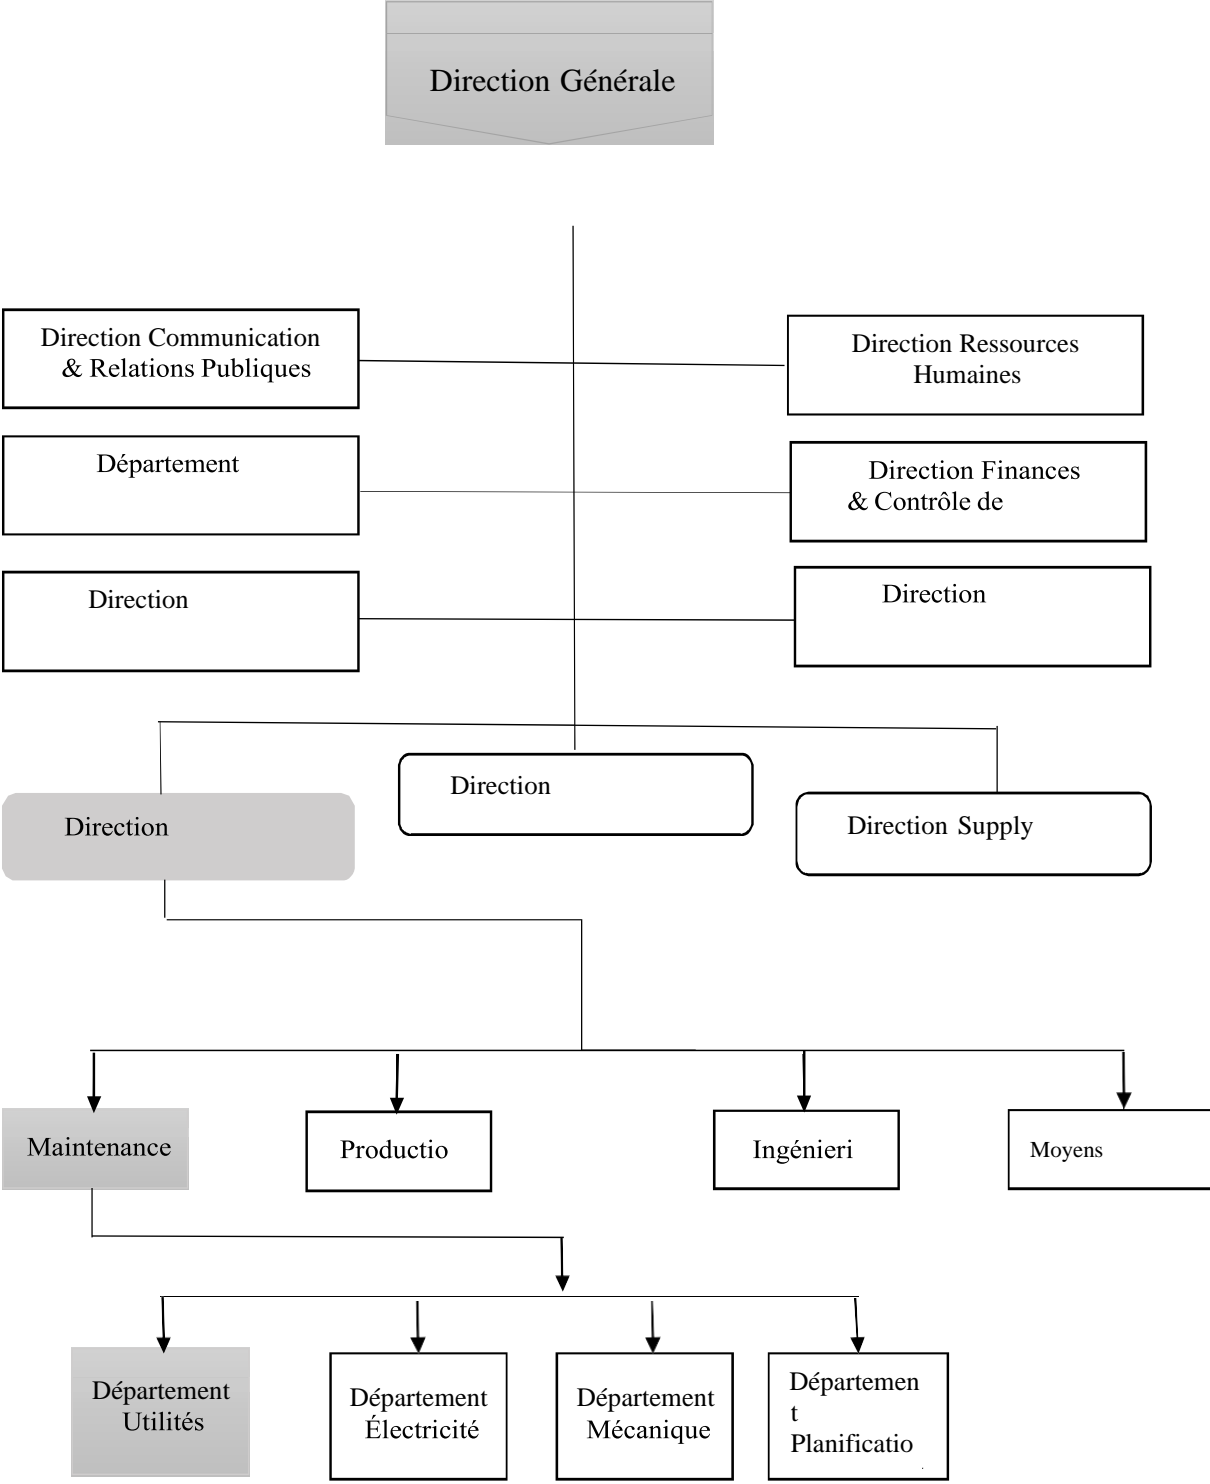 Direction Générale
Direction Communication
& Relations Publiques
Direction Ressources
Humaines
Département
Direction Finances
& Contrôle de
Direction
Direction
Direction
Direction
Direction Supply
Maintenance
Productio
Ingénieri
Moyens
Département
Utilités
Département
Électricité
Département
Mécanique
Départemen
t
Planificatio